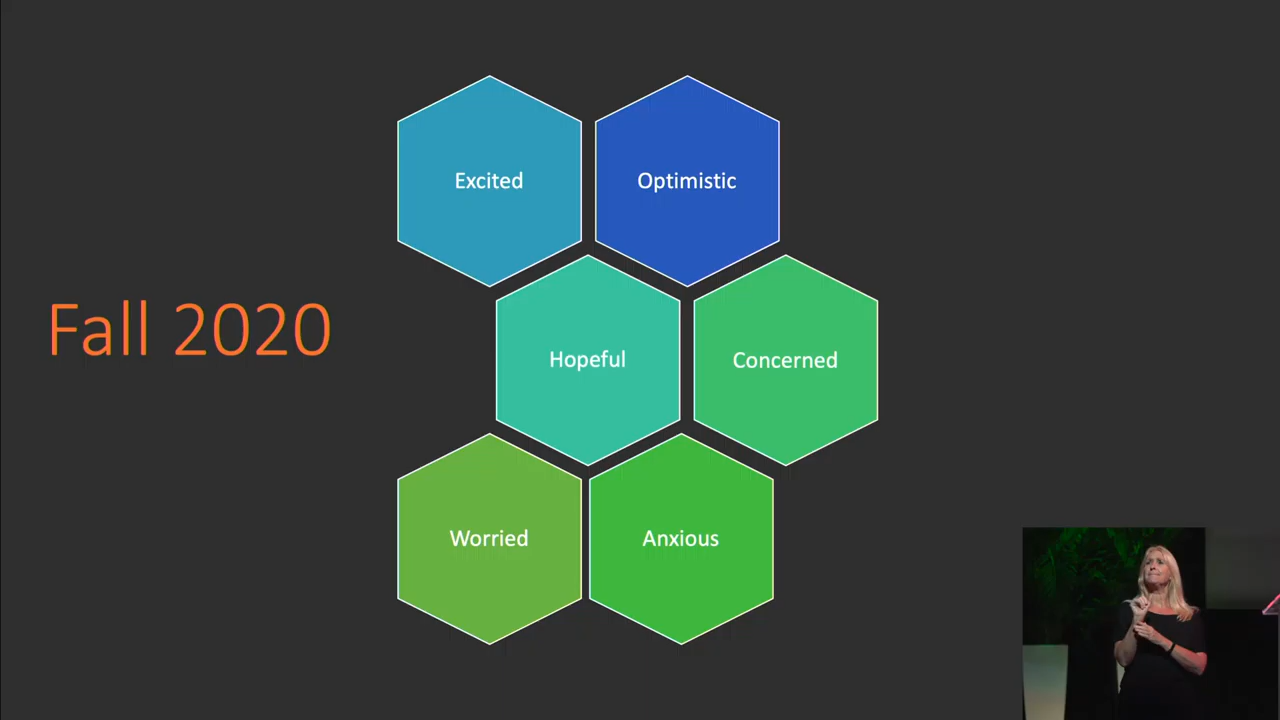 Fall 2020
Excited
Optimistic
Hopeful
Concerned
Worried
Anxious